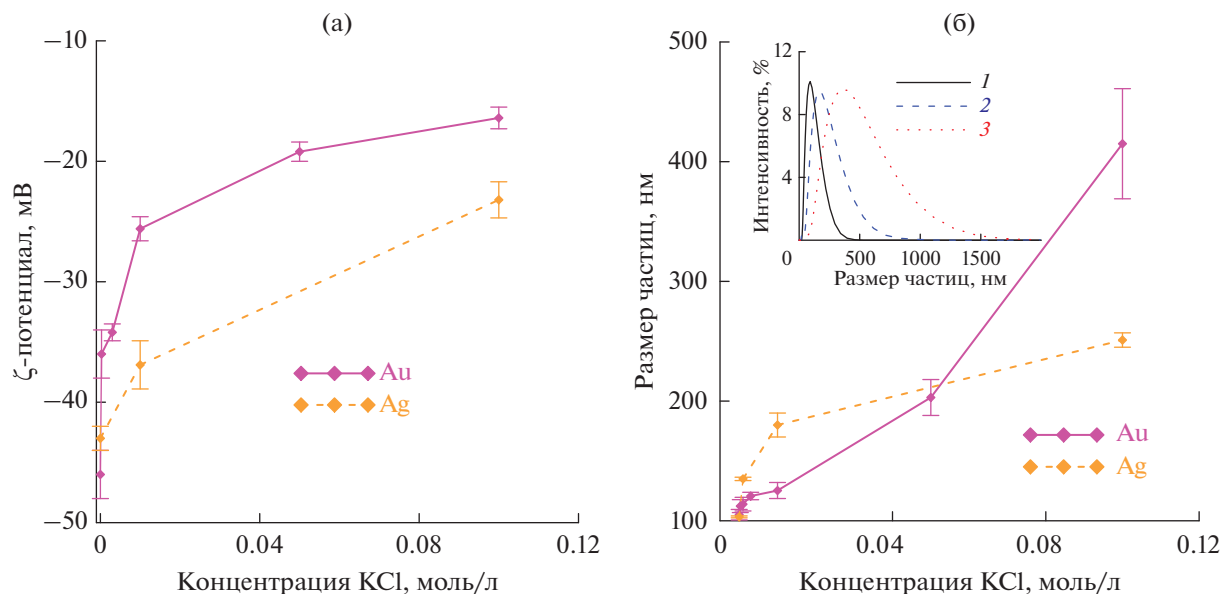 (а)
−10
−20
−30
−40
−50
0
0.04
0.08
0.12
ζ-потенциал, мВ
Концентрация KCl, моль/л
Au
Ag
(б)
500
400
300
200
100
0
0.04
0.08
0.12
Размер частиц, нм
Концентрация KCl, моль/л
Au
Ag
12
8
4
0
500
1000
1500
Интенсивность, %
Размер частиц, нм
1
2
3